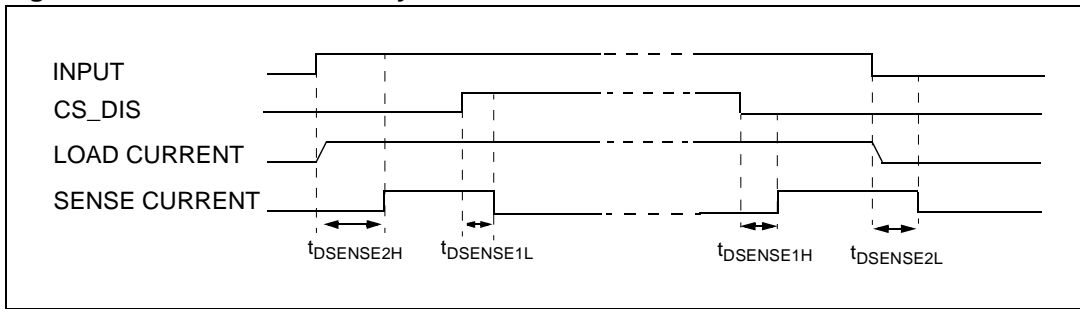 INPUT
CS_DIS
LOAD CURRENT
SENSE CURRENT
tDSENSE2H
tDSENSE1L
tDSENSE1H
tDSENSE2L